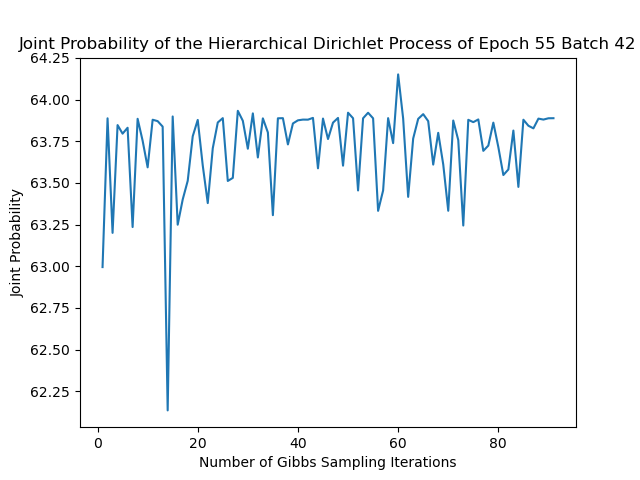 Joint Probability of the Hierarchical Dirichlet Process of Epoch 55 Batch 42
64.25
64.00
63.75
63.50
63.25
63.00
62.75
62.50
62.25
Joint Probability
0 20 40 60 80
Number of Gibbs Sampling Iterations